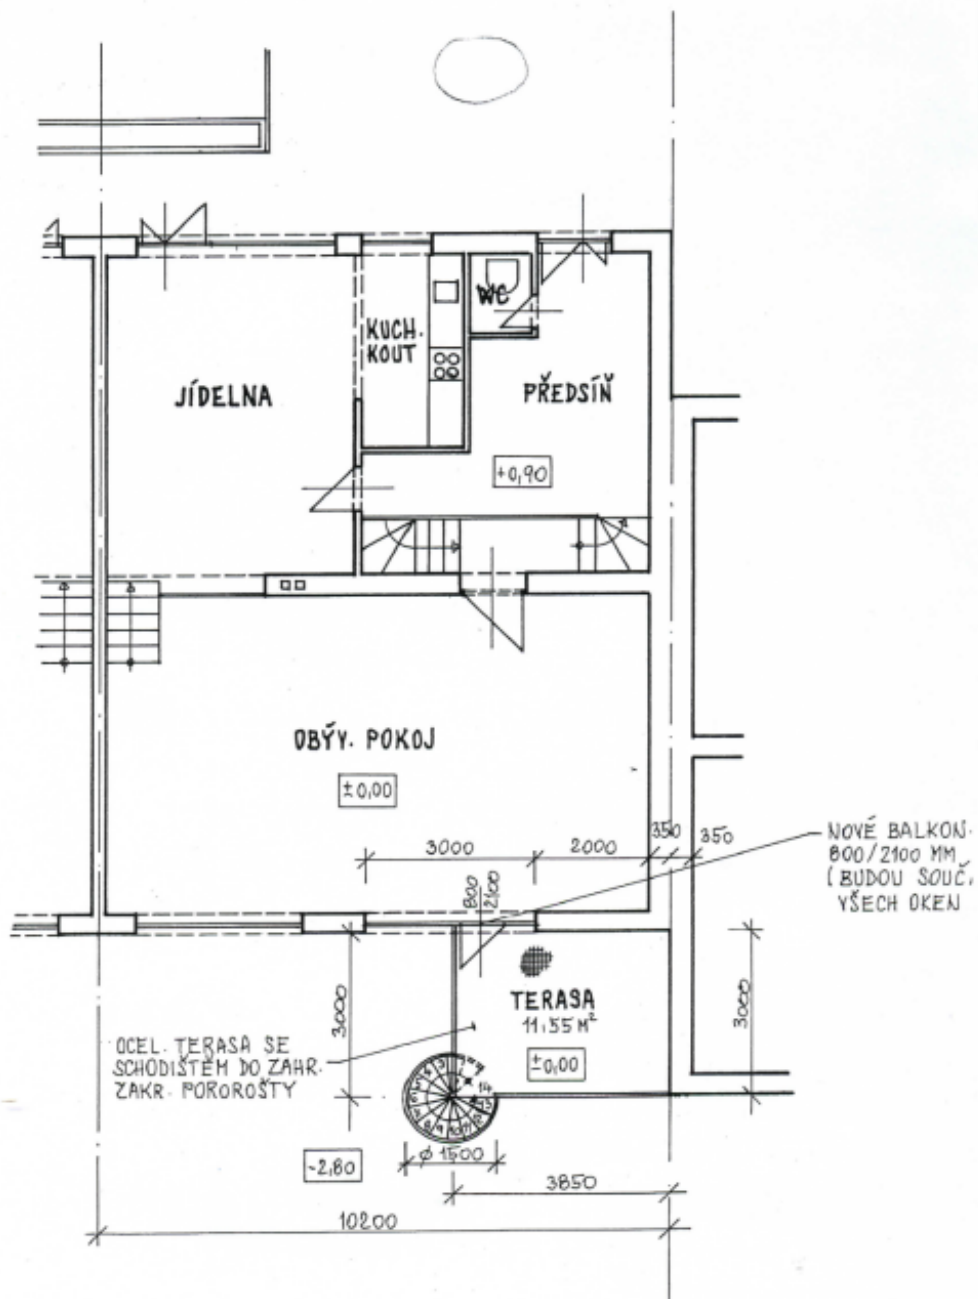 WC
KUCH.
KOUT
JÍDELNA
PŘEDSÍŇ
+0,90
OBÝV. POKOJ
±0,00
3000
2000
350
350
NOVÉ BALKON.
800/2100 MM
(BUDOU SOUČ.
VŠECH OKEN
800
2100
3000
TERASA
11,55 M²
±0,00
3000
OCEL. TERASA SE
SCHODIŠTĚM DO ZAHR.
ZAKR. POROROŠTY
-2,80
ø 1500
3850
10200